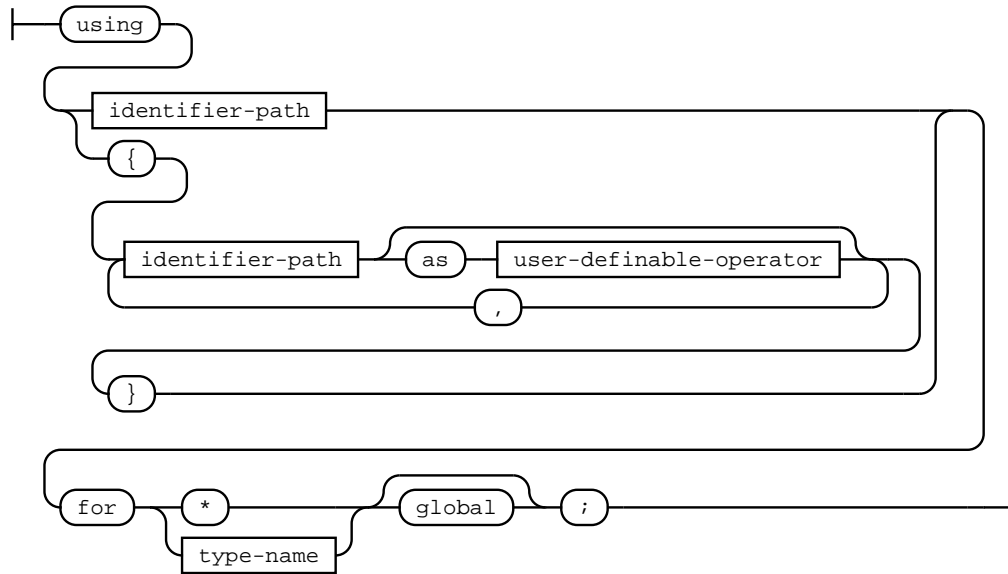 using
identifier-path
{
identifier-path as user-definable-operator
,
}
for * global ;
type-name